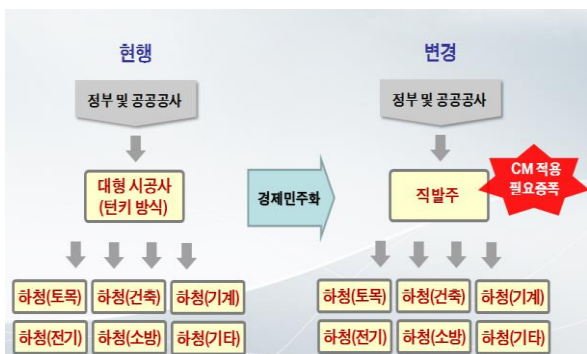 현행
변경
정부 및 공공공사
정부 및 공공공사
대형 시공사
(턴키 방식)
경제민주화
직발주
CM 적용
필요증폭
하청(토목) 하청(건축) 하청(기계)
하청(토목) 하청(건축) 하청(기계)
하청(전기) 하청(소방) 하청(기타)
하청(전기) 하청(소방) 하청(기타)